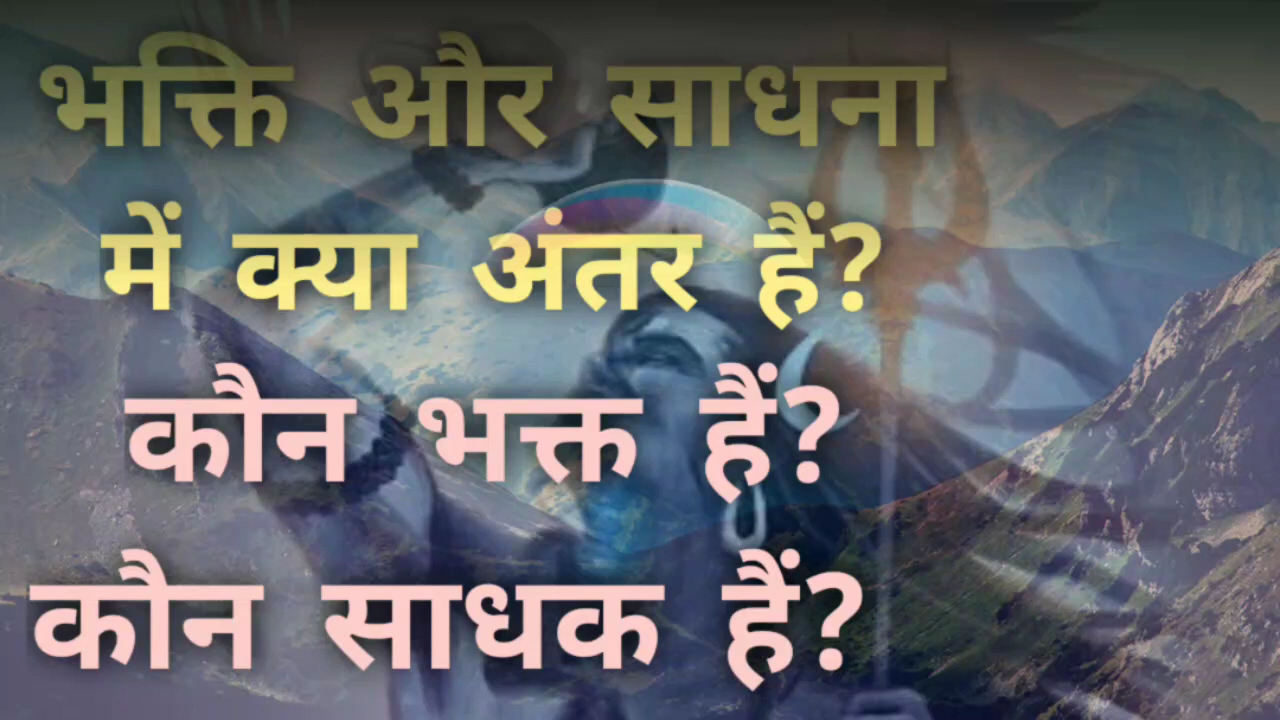 भक्ति और साधना
में क्या अंतर हैं?
कौन भक्त हैं?
कौन साधक हैं?